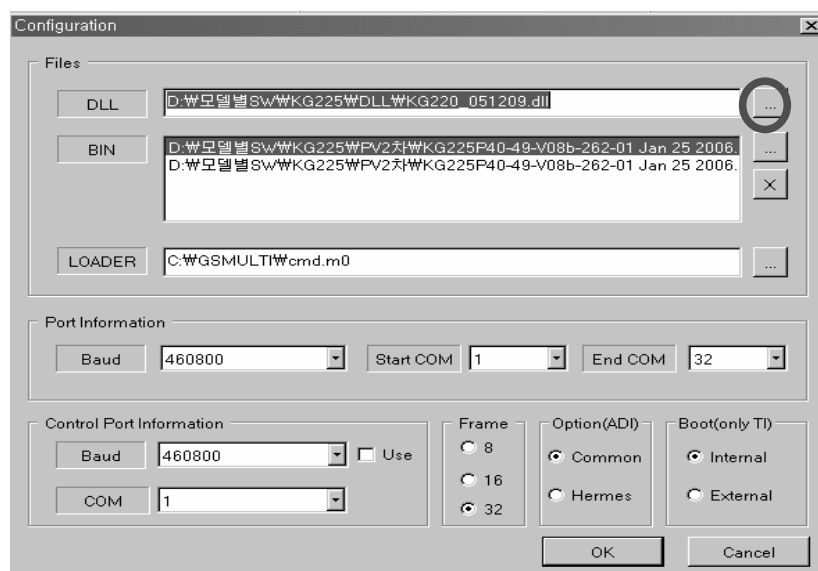 Configuration
Files
DLL
D:₩모델별SW₩KG225₩DLL₩KG220_051209.dll
...
BIN
D:₩모델별SW₩KG225₩PV2차₩KG225P40-49-V08b-262-01 Jan 25 2006.
D:₩모델별SW₩KG225₩PV2차₩KG225P40-49-V08b-262-01 Jan 25 2006.
...
X
LOADER
C:₩GSMULTI₩cmd.m0
...
Port Information
Baud 460800 Start COM 1 End COM 32
Control Port Information
Baud 460800 Use
COM 1
Frame
8
16
32
Option(ADI)
Common
Hermes
Boot(only TI)
Internal
External
OK Cancel